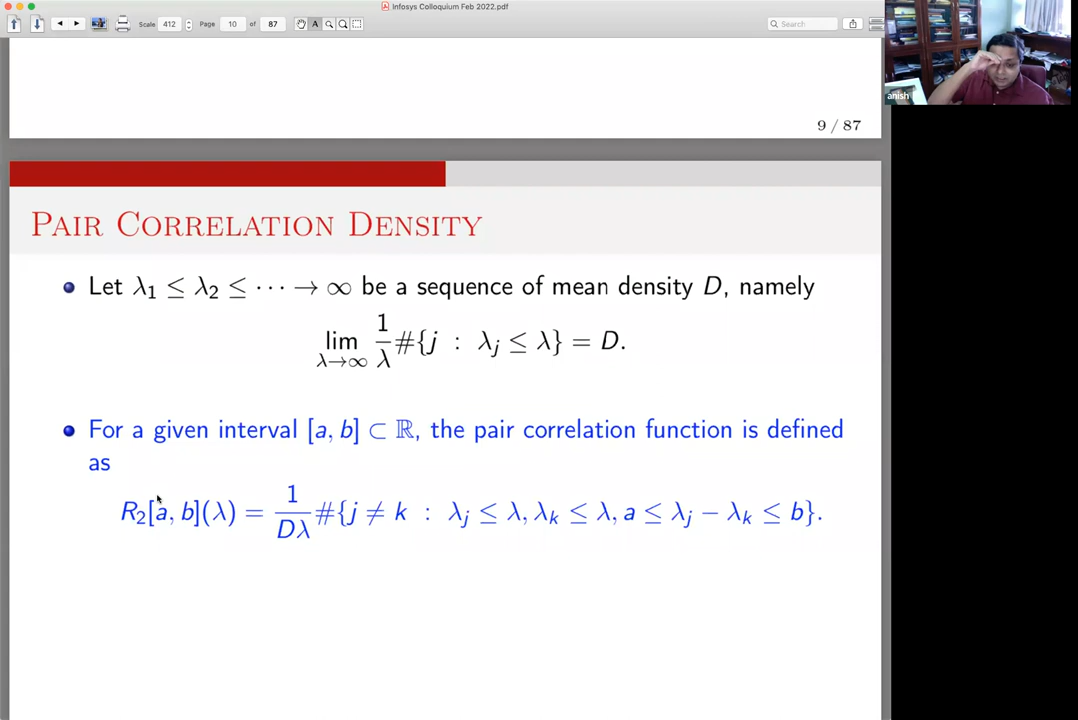 Infosys Colloquium Feb 2022.pdf
Scale 412 Page 10 of 87 A Search
9 / 87
Pair Correlation Density
Let λ₁ ≤ λ₂ ≤ ⋯ → ∞ be a sequence of mean density D, namely
lim_{λ→∞} 1/λ #{j : λ_j ≤ λ} = D.
For a given interval [a, b] ⊂ ℝ, the pair correlation function is defined
as
R₂[a, b](λ) = 1/(Dλ) #{j ≠ k : λ_j ≤ λ, λ_k ≤ λ, a ≤ λ_j − λ_k ≤ b}.
anish